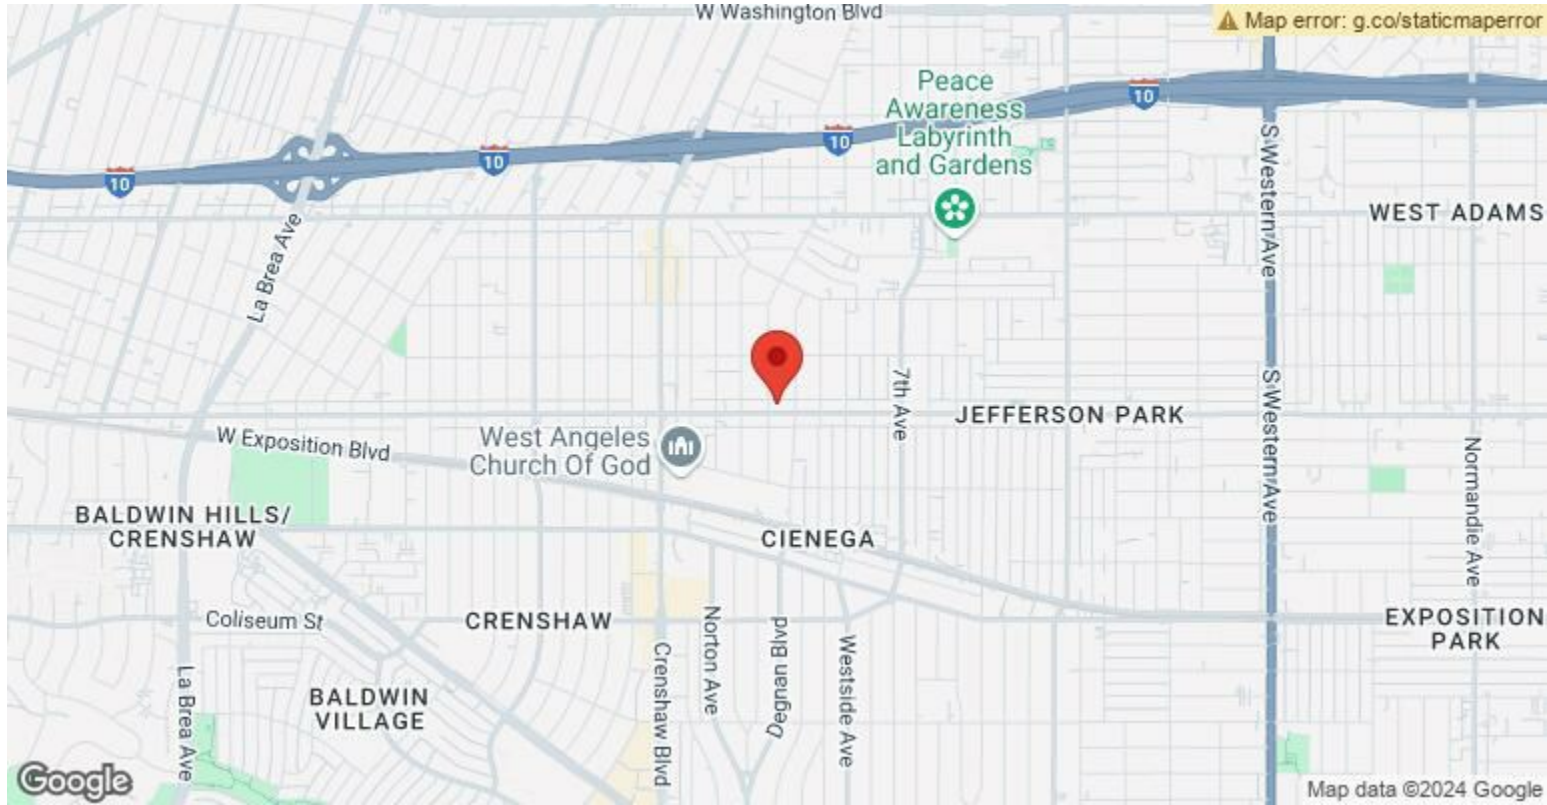 W Washington Blvd
Map error: g.co/staticmaperror
Peace
Awareness
Labyrinth
and Gardens
10
10
10
10
S Western Ave
WEST ADAMS
La Brea Ave
7th Ave
JEFFERSON PARK
S Western Ave
W Exposition Blvd
West Angeles
Church Of God
Normandie Ave
BALDWIN HILLS/
CRENSHAW
CIENEGA
Coliseum St
CRENSHAW
Norton Ave
Degnan Blvd
Westside Ave
EXPOSITION
PARK
Crenshaw Blvd
La Brea Ave
BALDWIN
VILLAGE
Google
Map data ©2024 Google